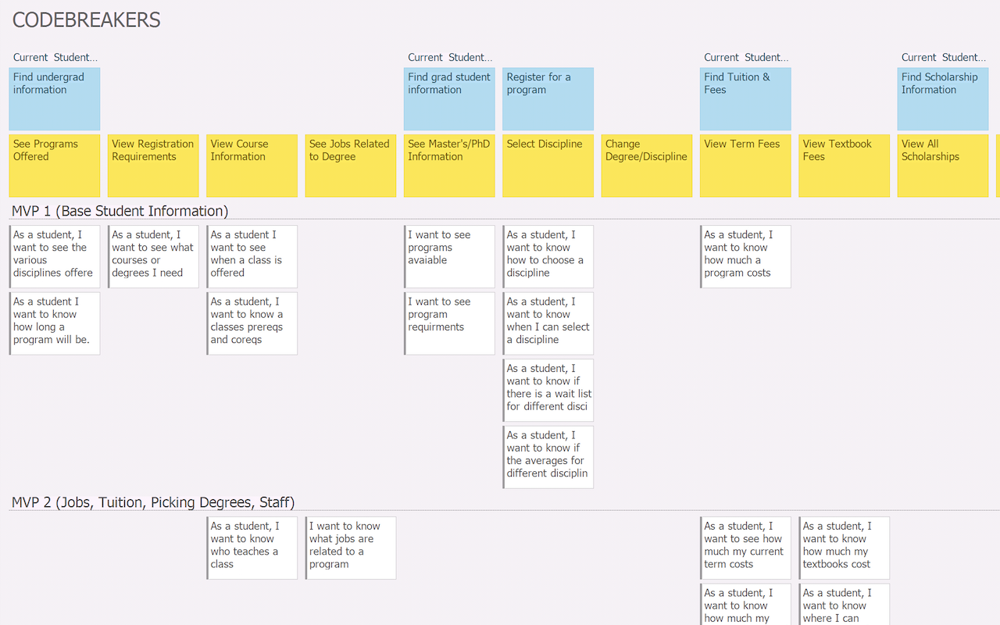 CODEBREAKERS
Current Student...
Current Student...
Current Student...
Current Student...
Find undergrad
information
Find grad student
information
Register for a
program
Find Tuition &
Fees
Find Scholarship
Information
See Programs
Offered
View Registration
Requirements
View Course
Information
See Jobs Related
to Degree
See Master's/PhD
Information
Select Discipline
Change
Degree/Discipline
View Term Fees
View Textbook
Fees
View All
Scholarships
MVP 1 (Base Student Information)
As a student, I
want to see the
various
disciplines offere
As a student, I
want to see what
courses or
degrees I need
As a student I
want to see
when a class is
offered
I want to see
programs
avaiable
As a student, I
want to know
how to choose a
discipline
As a student, I
want to know
how much a
program costs
As a student I
want to know
how long a
program will be.
As a student, I
want to know a
classes prereqs
and coreqs
I want to see
program
requirments
As a student, I
want to know
when I can select
a discipline
As a student, I
want to know if
there is a wait list
for different disci
As a student, I
want to know if
the averages for
different disciplin
MVP 2 (Jobs, Tuition, Picking Degrees, Staff)
As a student, I
want to know
who teaches a
class
I want to know
what jobs are
related to a
program
As a student, I
want to see how
much my current
term costs
As a student, I
want to know
how much my
textbooks cost
As a student, I
want to know
how much my
As a student, I
want to know
where I can